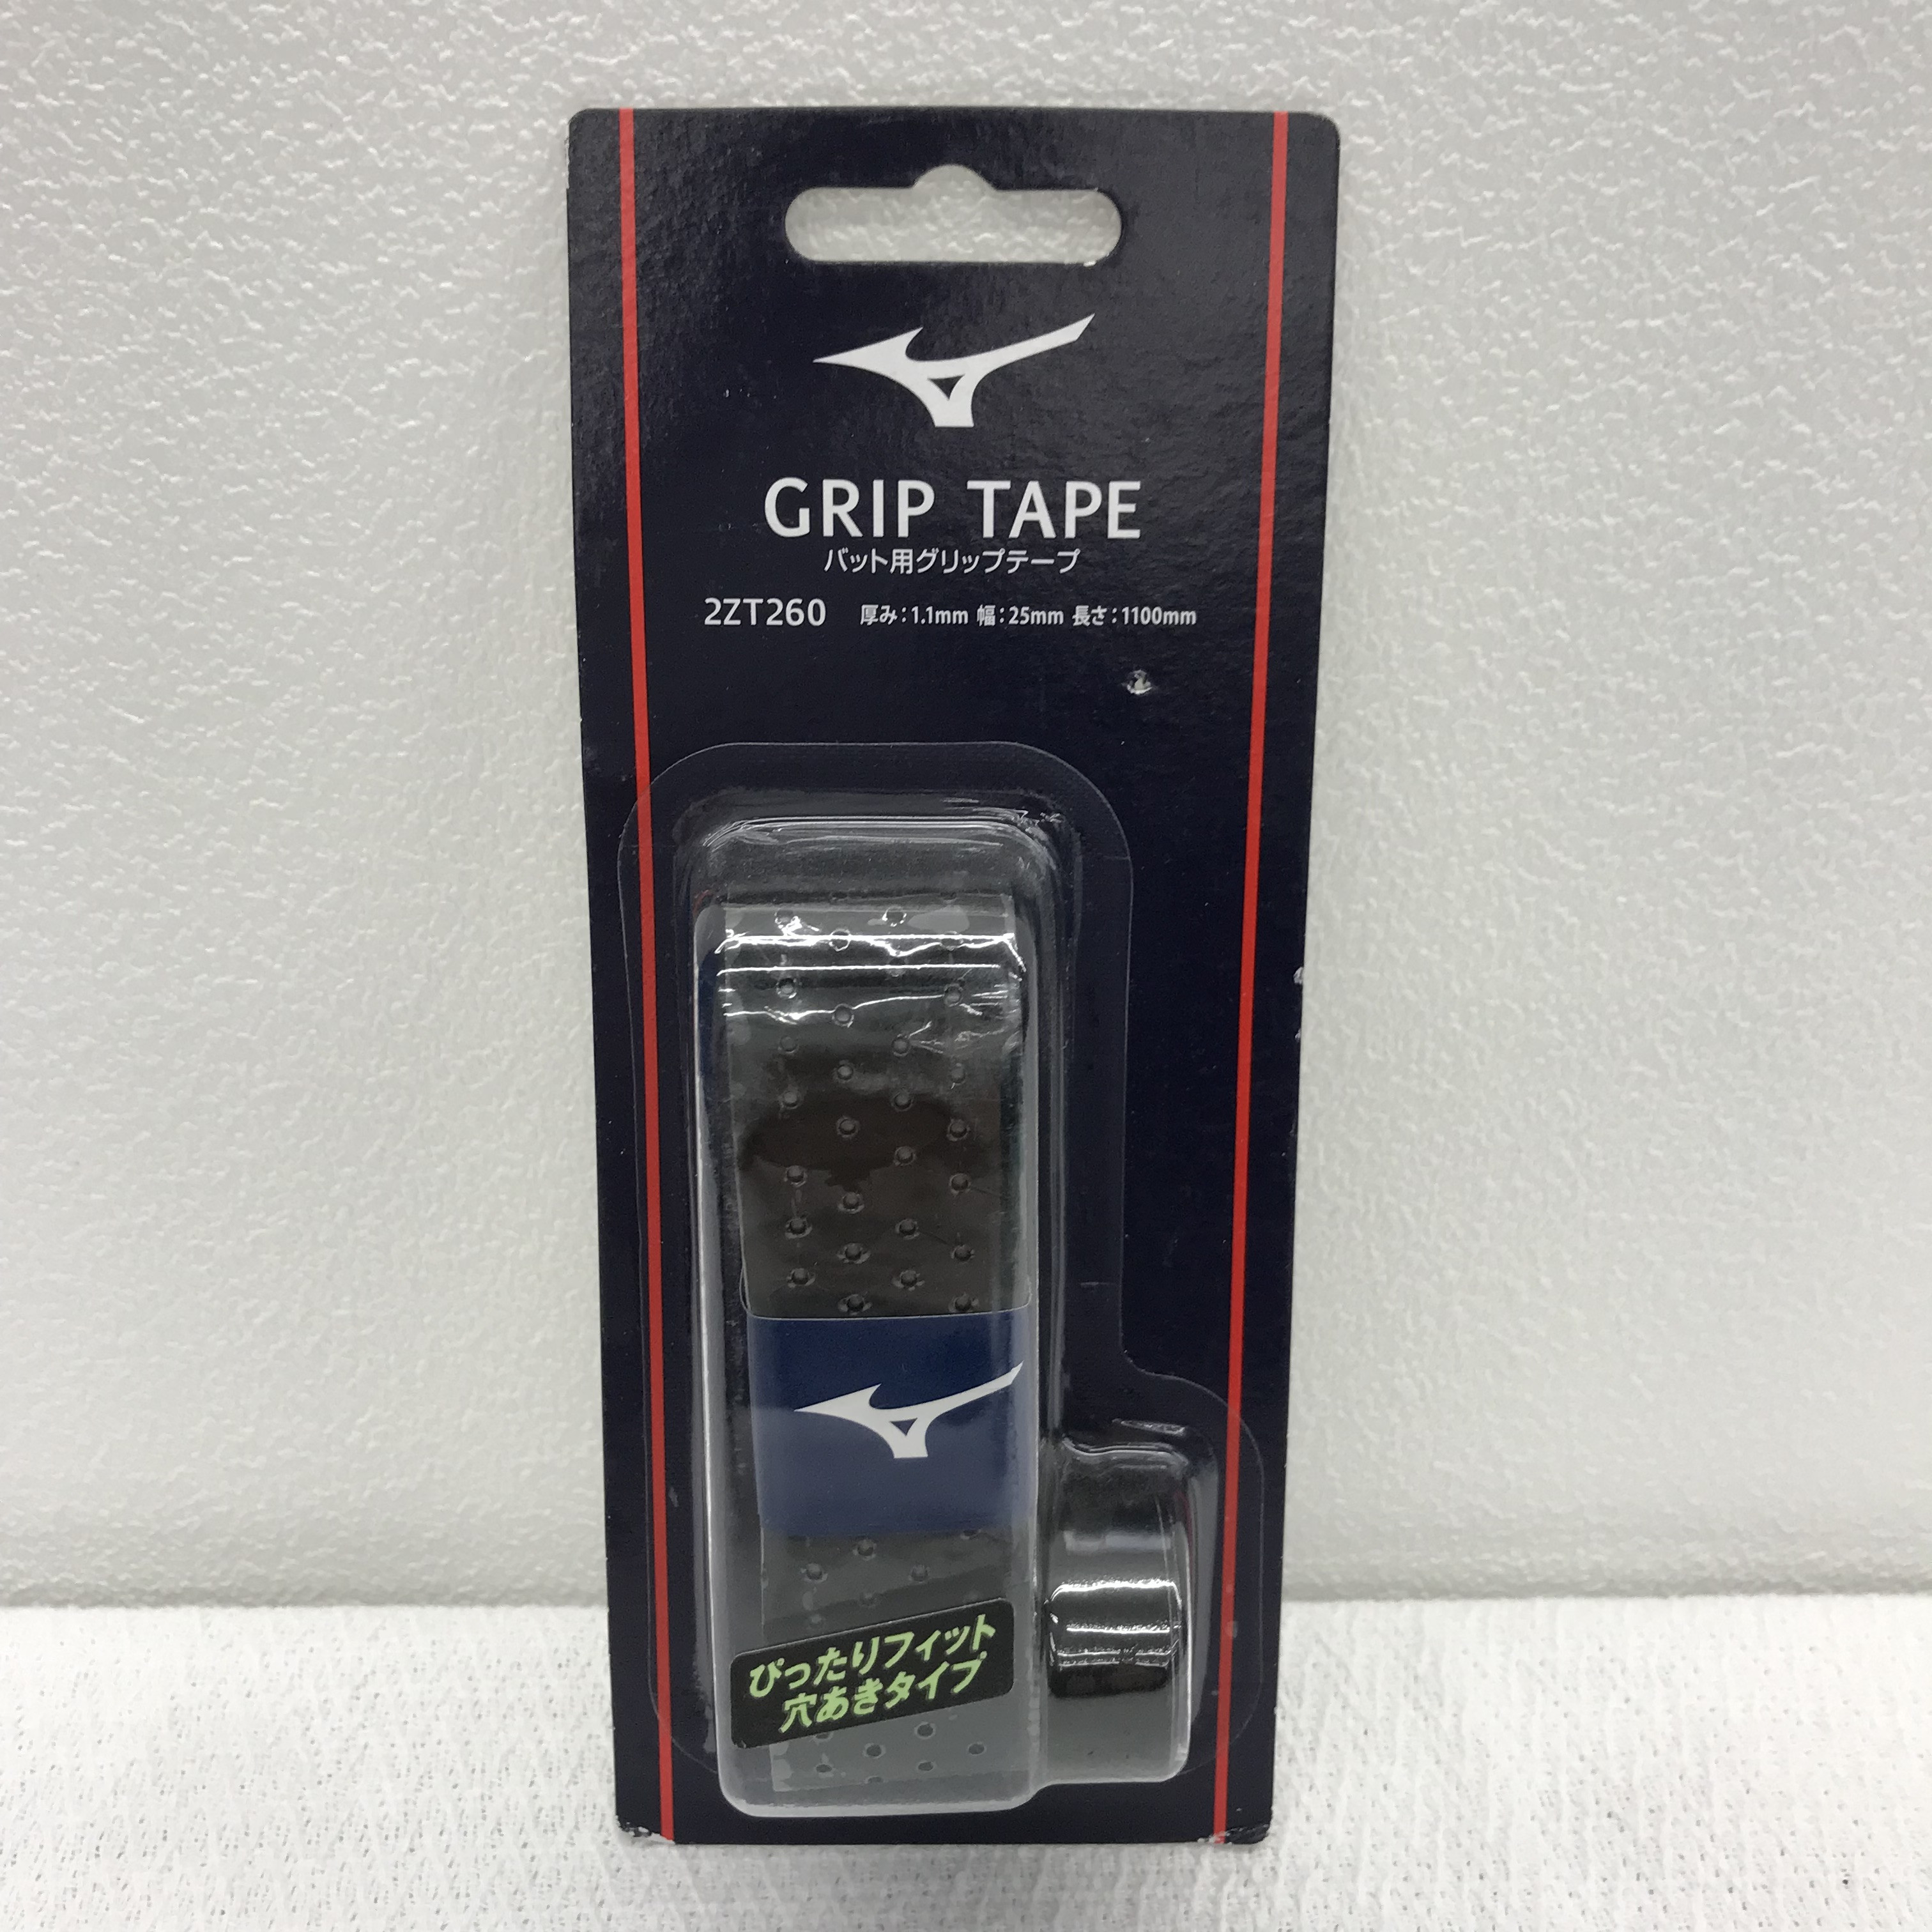 GRIP TAPE
バット用グリップテープ
2ZT260 厚み:1.1mm 幅:25mm 長さ:1100mm
ぴったりフィット
穴あきタイプ